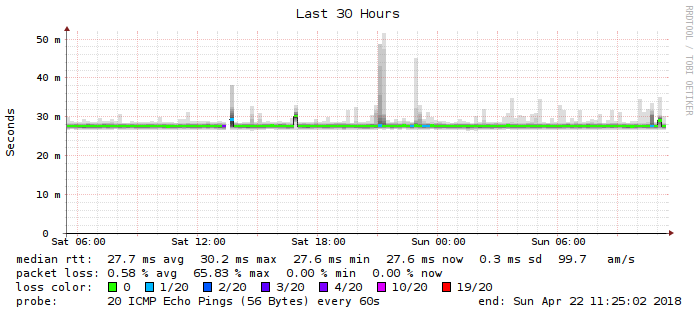 Last 30 Hours
RRDTOOL / TOBI OETIKER
Seconds
50 m
40 m
30 m
20 m
10 m
0
Sat 06:00 Sat 12:00 Sat 18:00 Sun 00:00 Sun 06:00
median rtt: 27.7 ms avg 30.2 ms max 27.6 ms min 27.6 ms now 0.3 ms sd 99.7 am/s
packet loss: 0.58 % avg 65.83 % max 0.00 % min 0.00 % now
loss color: 0 1/20 2/20 3/20 4/20 10/20 19/20
probe: 20 ICMP Echo Pings (56 Bytes) every 60s end: Sun Apr 22 11:25:02 2018